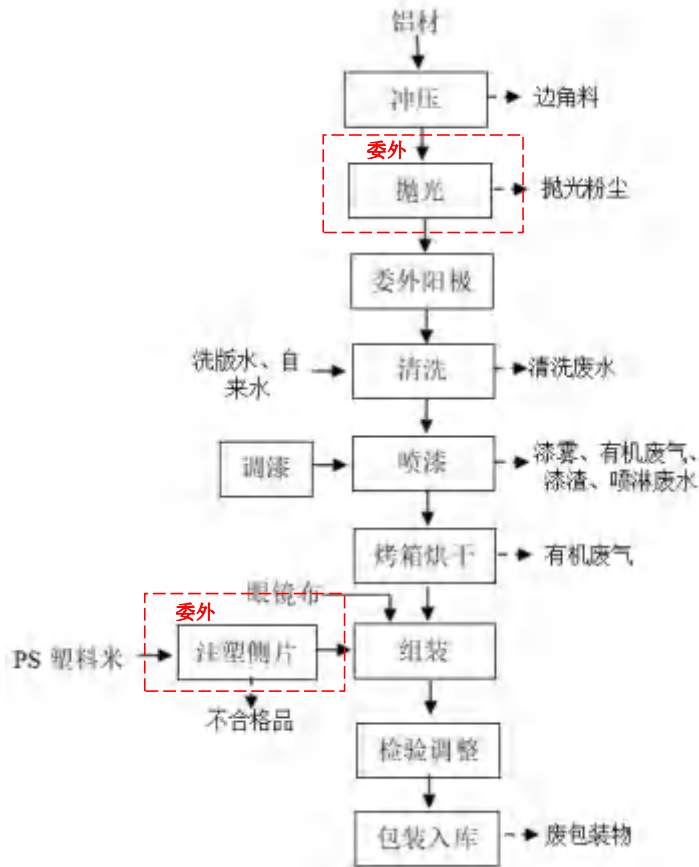 铝材
冲压
边角料
委外
抛光
抛光粉尘
委外阳极
洗版水、自
来水
清洗
清洗废水
调漆
喷漆
漆雾、有机废气、
漆渣、喷淋废水
烤箱烘干
有机废气
眼镜布
委外
PS 塑料米
注塑侧片
组装
不合格品
检验调整
包装入库
废包装物